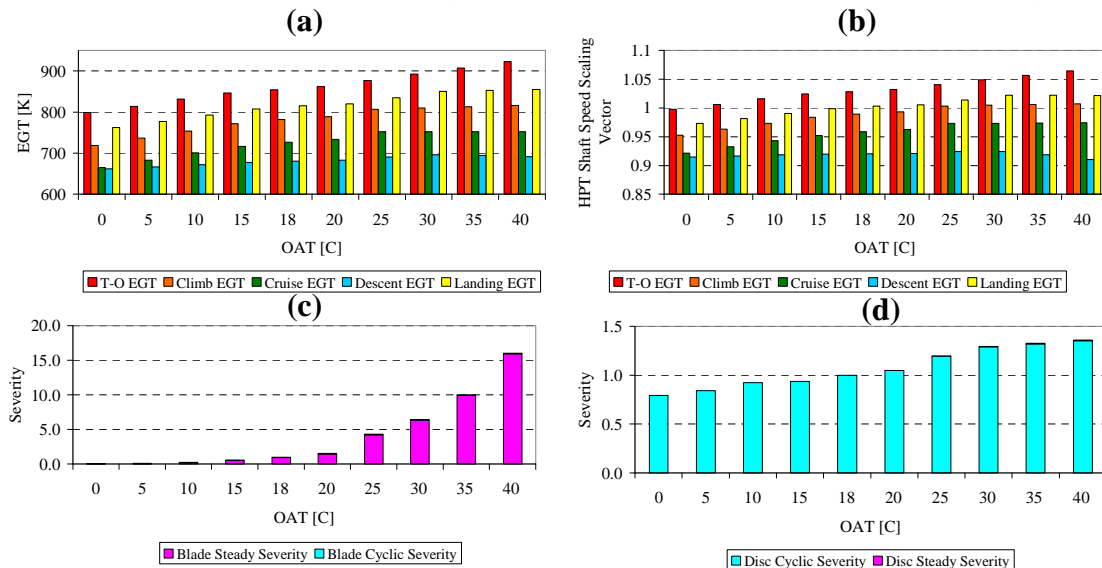 (a)
EGT [K]
900
800
700
600
0 5 10 15 18 20 25 30 35 40
OAT [C]
T-O EGT Climb EGT Cruise EGT Descent EGT Landing EGT
(b)
HPT Shaft Speed Scaling
Vector
1.1
1.05
1
0.95
0.9
0.85
0 5 10 15 18 20 25 30 35 40
OAT [C]
T-O EGT Climb EGT Cruise EGT Descent EGT Landing EGT
(c)
Severity
20.0
15.0
10.0
5.0
0.0
0 5 10 15 18 20 25 30 35 40
OAT [C]
Blade Steady Severity Blade Cyclic Severity
(d)
Severity
1.5
1.0
0.5
0.0
0 5 10 15 18 20 25 30 35 40
OAT [C]
Disc Cyclic Severity Disc Steady Severity